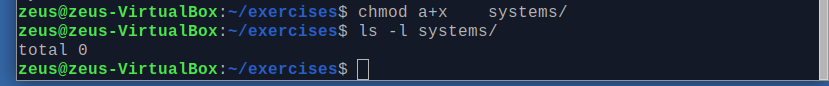 zeus@zeus-VirtualBox:~/exercises$ chmod a+x    systems/
zeus@zeus-VirtualBox:~/exercises$ ls -l systems/
total 0
zeus@zeus-VirtualBox:~/exercises$